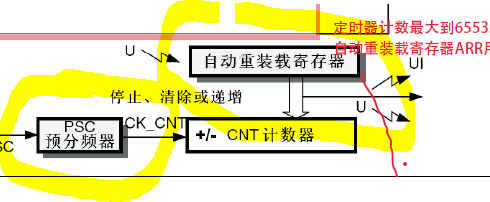 定时器计数最大到6553
自动重装载寄存器ARR用
U
自动重装载寄存器
UI
停止、清除或递增
U
PSC
预分频器
CK_CNT
+/- CNT 计数器
SC